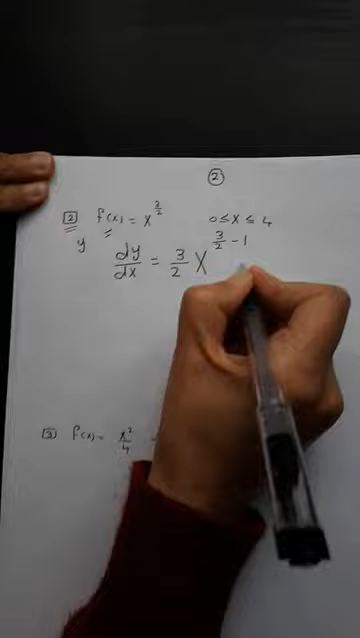 ②
2 f(x) = x^(3/2) 0 ≤ x ≤ 4
y
dy/dx = 3/2 x^(3/2 - 1)
3 f(x) = x²/4